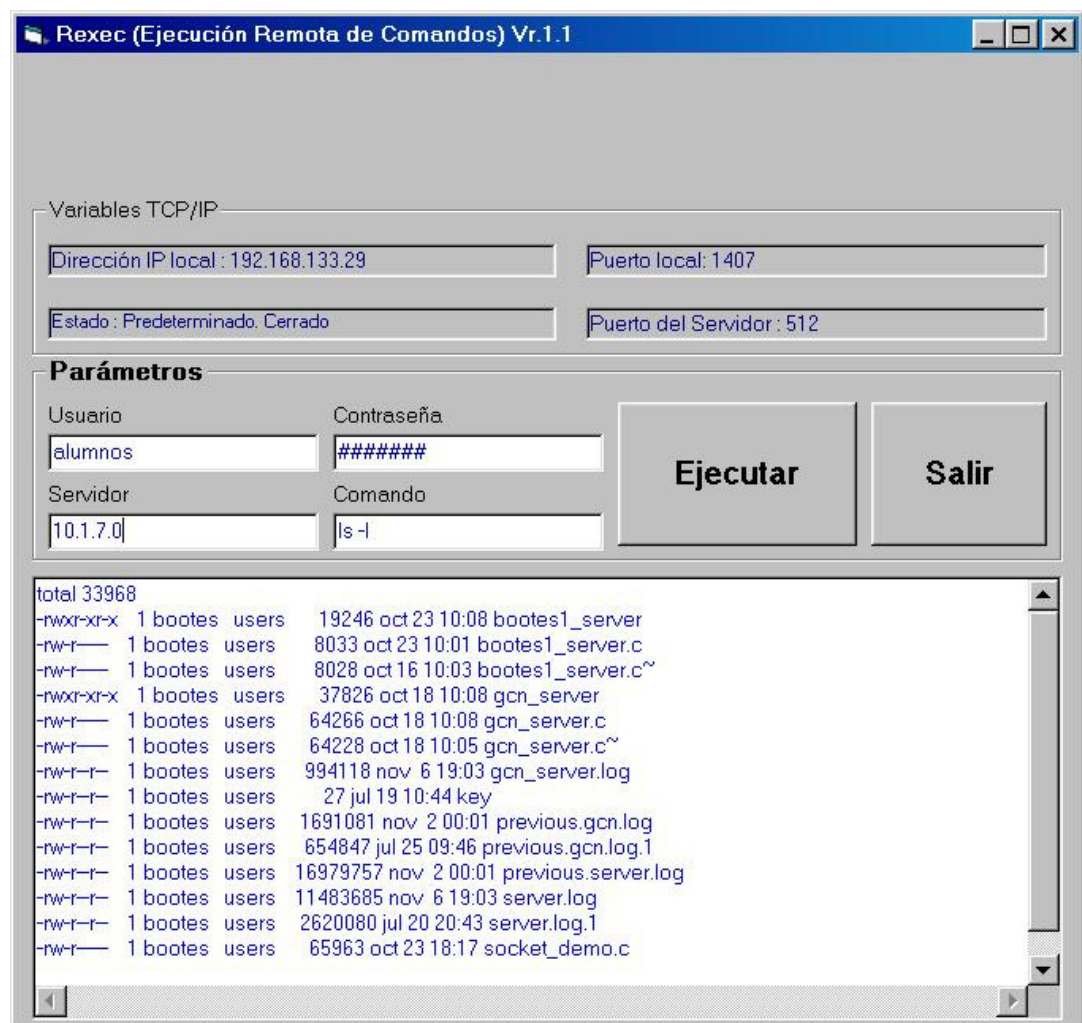 Rexec (Ejecución Remota de Comandos) Vr.1.1
Variables TCP/IP
Dirección IP local : 192.168.133.29
Puerto local: 1407
Estado : Predeterminado. Cerrado
Puerto del Servidor : 512
Parámetros
Usuario
Contraseña
alumnos
#######
Servidor
Comando
10.1.7.0
ls -l
Ejecutar
Salir
total 33968
-rwxr-xr-x 1 bootes users 19246 oct 23 10:08 bootes1_server
-rw-r----- 1 bootes users 8033 oct 23 10:01 bootes1_server.c
-rw-r----- 1 bootes users 8028 oct 16 10:03 bootes1_server.c~
-rwxr-xr-x 1 bootes users 37826 oct 18 10:08 gcn_server
-rw-r----- 1 bootes users 64266 oct 18 10:08 gcn_server.c
-rw-r----- 1 bootes users 64228 oct 18 10:05 gcn_server.c~
-rw-r--r-- 1 bootes users 994118 nov 6 19:03 gcn_server.log
-rw-r--r-- 1 bootes users 27 jul 19 10:44 key
-rw-r--r-- 1 bootes users 1691081 nov 2 00:01 previous.gcn.log
-rw-r--r-- 1 bootes users 654847 jul 25 09:46 previous.gcn.log.1
-rw-r--r-- 1 bootes users 16979757 nov 2 00:01 previous.server.log
-rw-r--r-- 1 bootes users 11483685 nov 6 19:03 server.log
-rw-r--r-- 1 bootes users 2620080 jul 20 20:43 server.log.1
-rw-r----- 1 bootes users 65963 oct 23 18:17 socket_demo.c